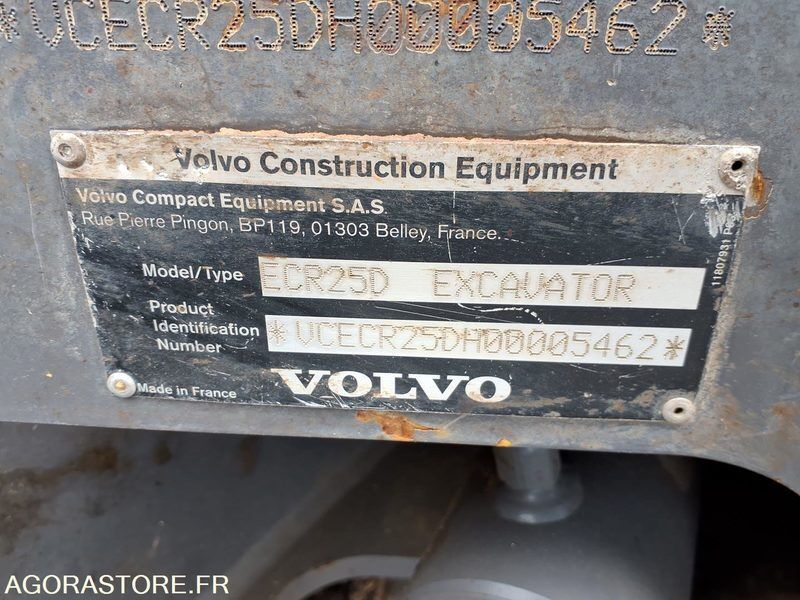 *VCECR25DH00005462*
Volvo Construction Equipment
Volvo Compact Equipment S.A.S.
Rue Pierre Pingon, BP119, 01303 Belley, France.
Model/Type ECR25D EXCAVATOR
Product
Identification
Number
*VCECR25DH00005462*
VOLVO
Made in France
11807931
AGORASTORE.FR